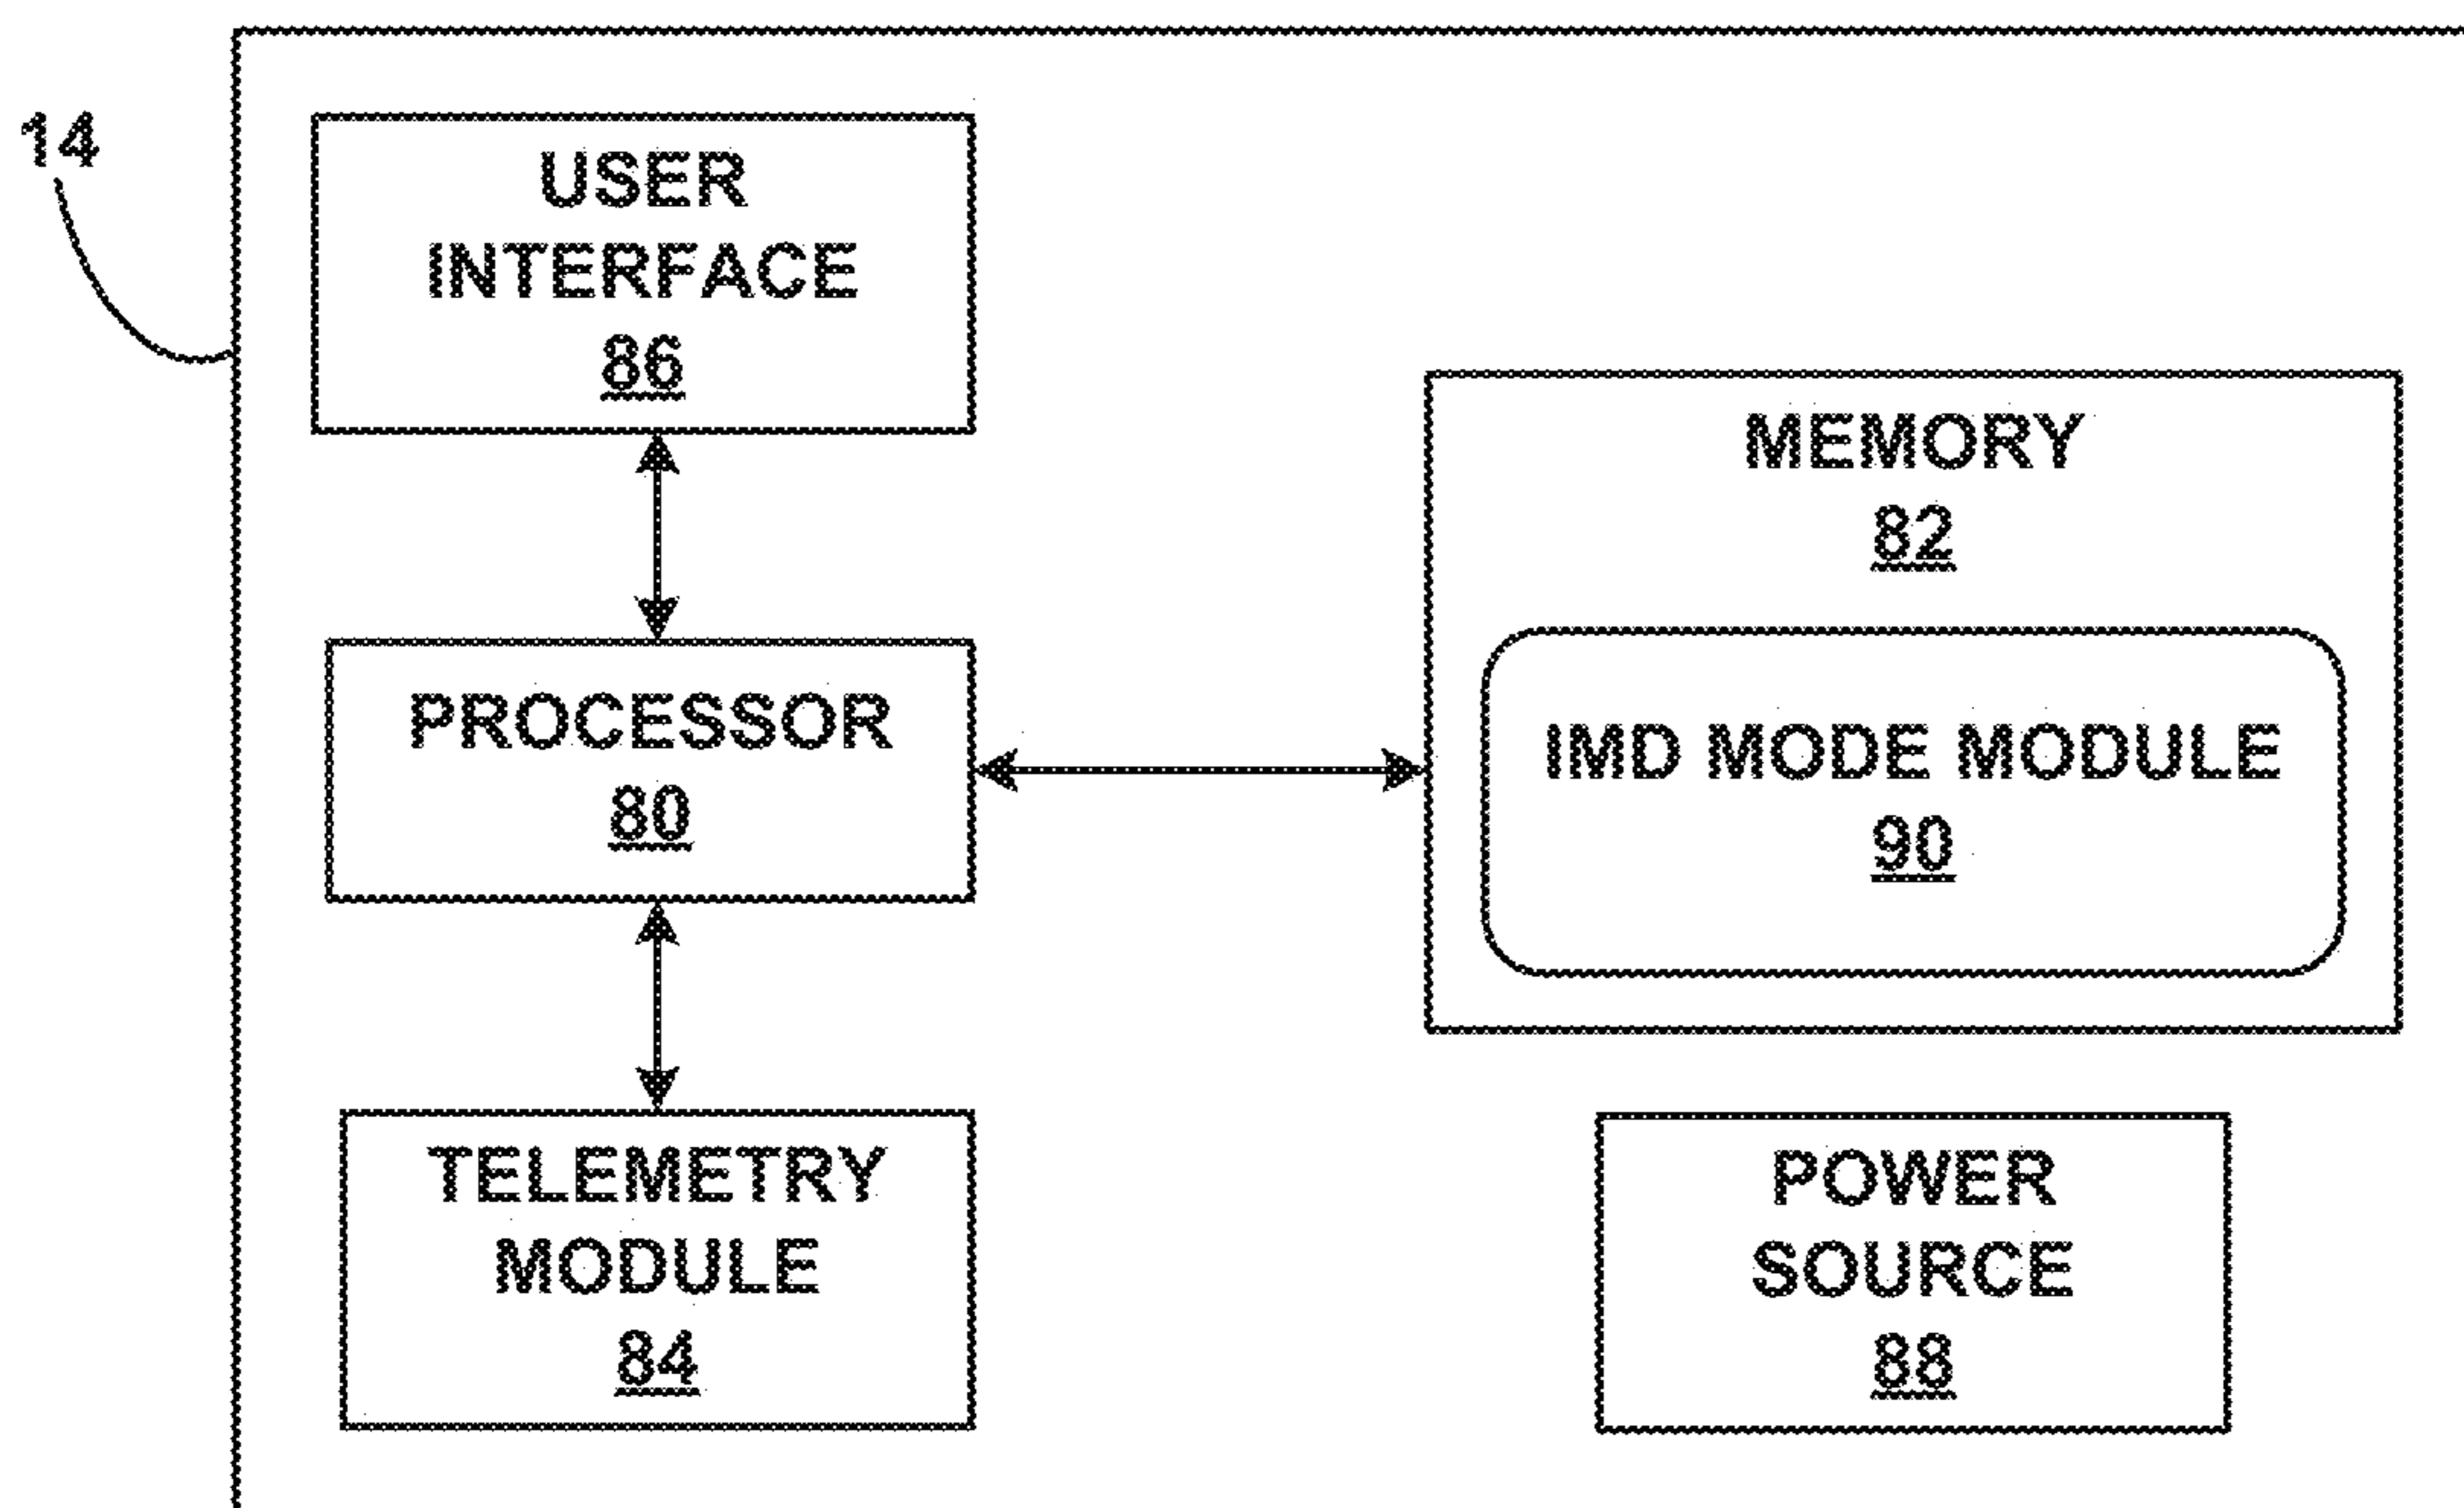 14
USER
INTERFACE
86
PROCESSOR
80
TELEMETRY
MODULE
84
MEMORY
82
IMD MODE MODULE
90
POWER
SOURCE
88